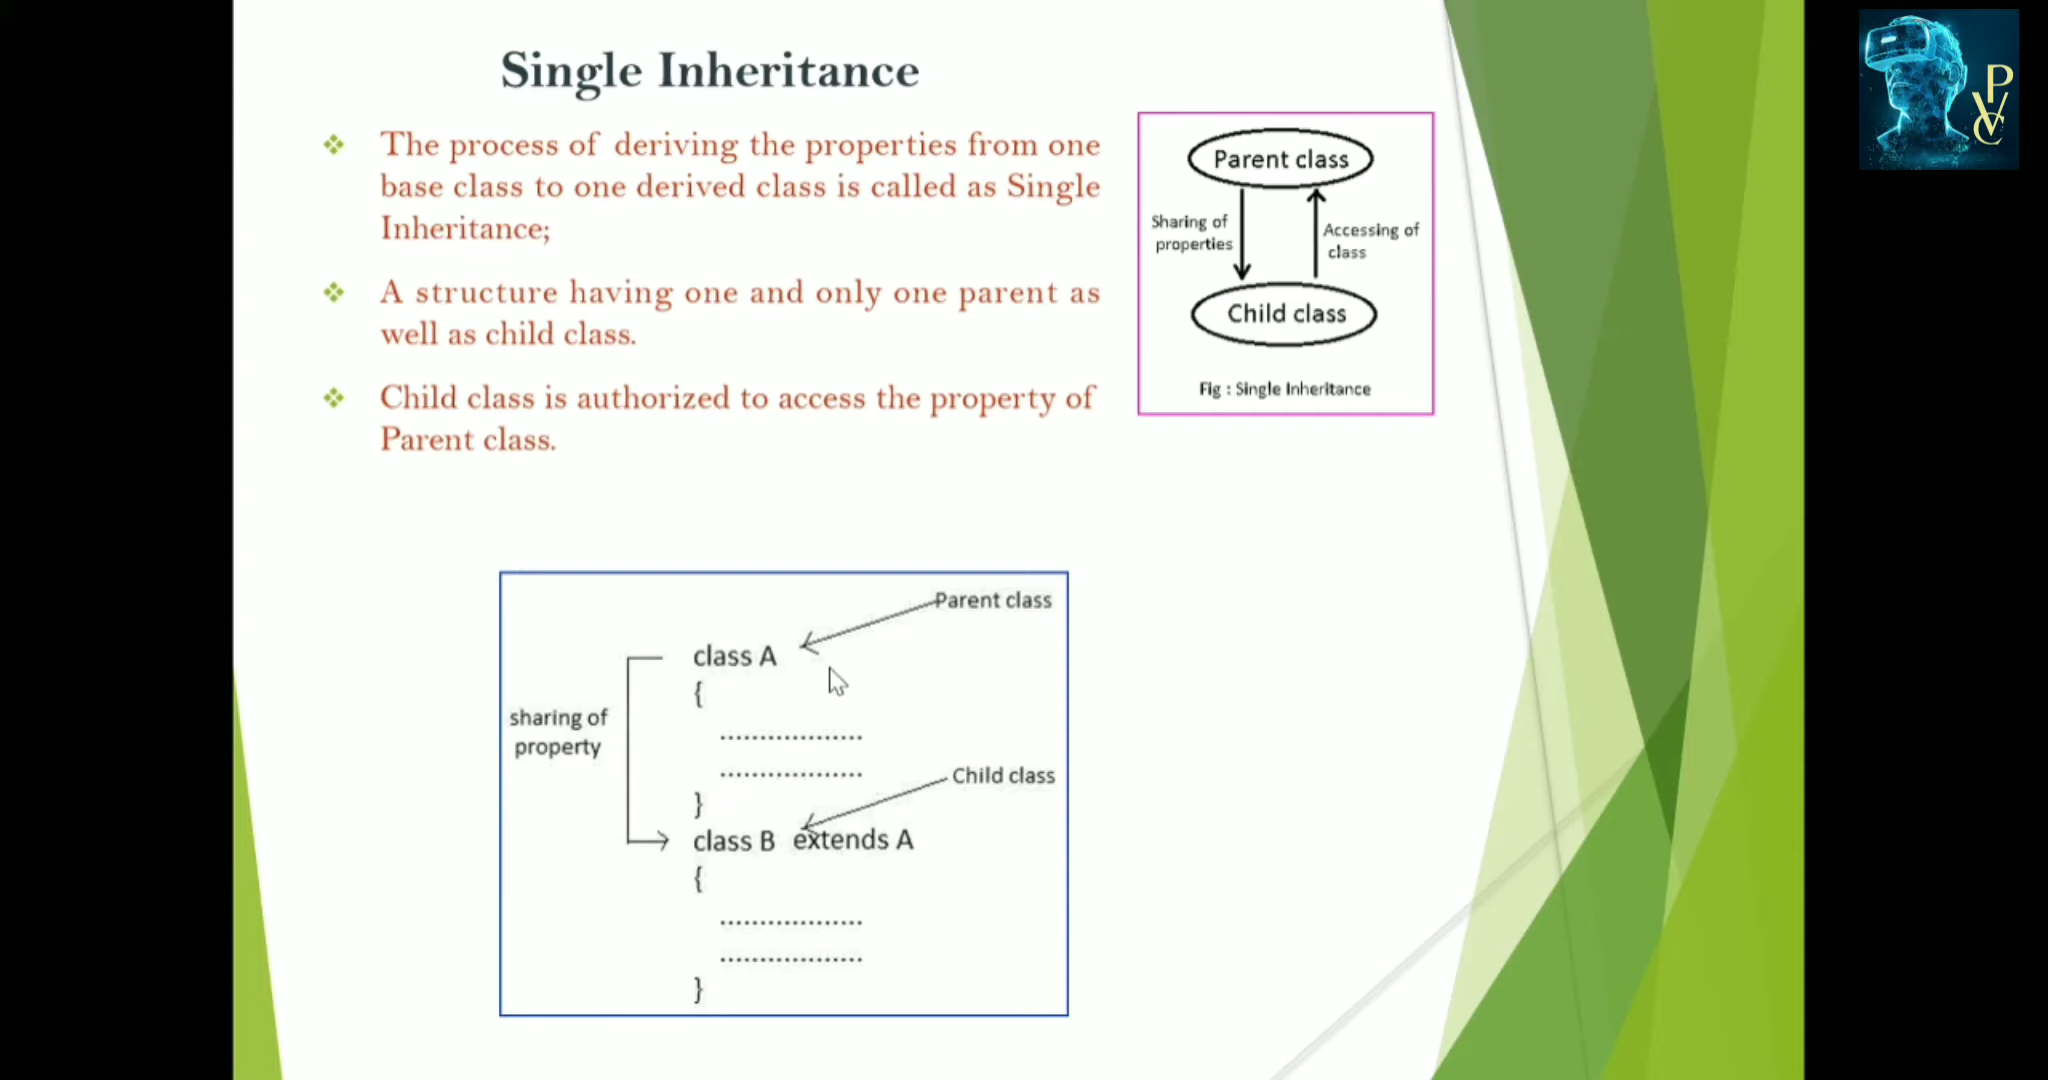 Single Inheritance
The process of deriving the properties from one
base class to one derived class is called as Single
Inheritance;
A structure having one and only one parent as
well as child class.
Child class is authorized to access the property of
Parent class.
Parent class
Sharing of
properties
Accessing of
class
Child class
Fig : Single Inheritance
Parent class
class A
{
sharing of
property
..................
..................
Child class
}
class B extends A
{
..................
..................
}
P
V
C